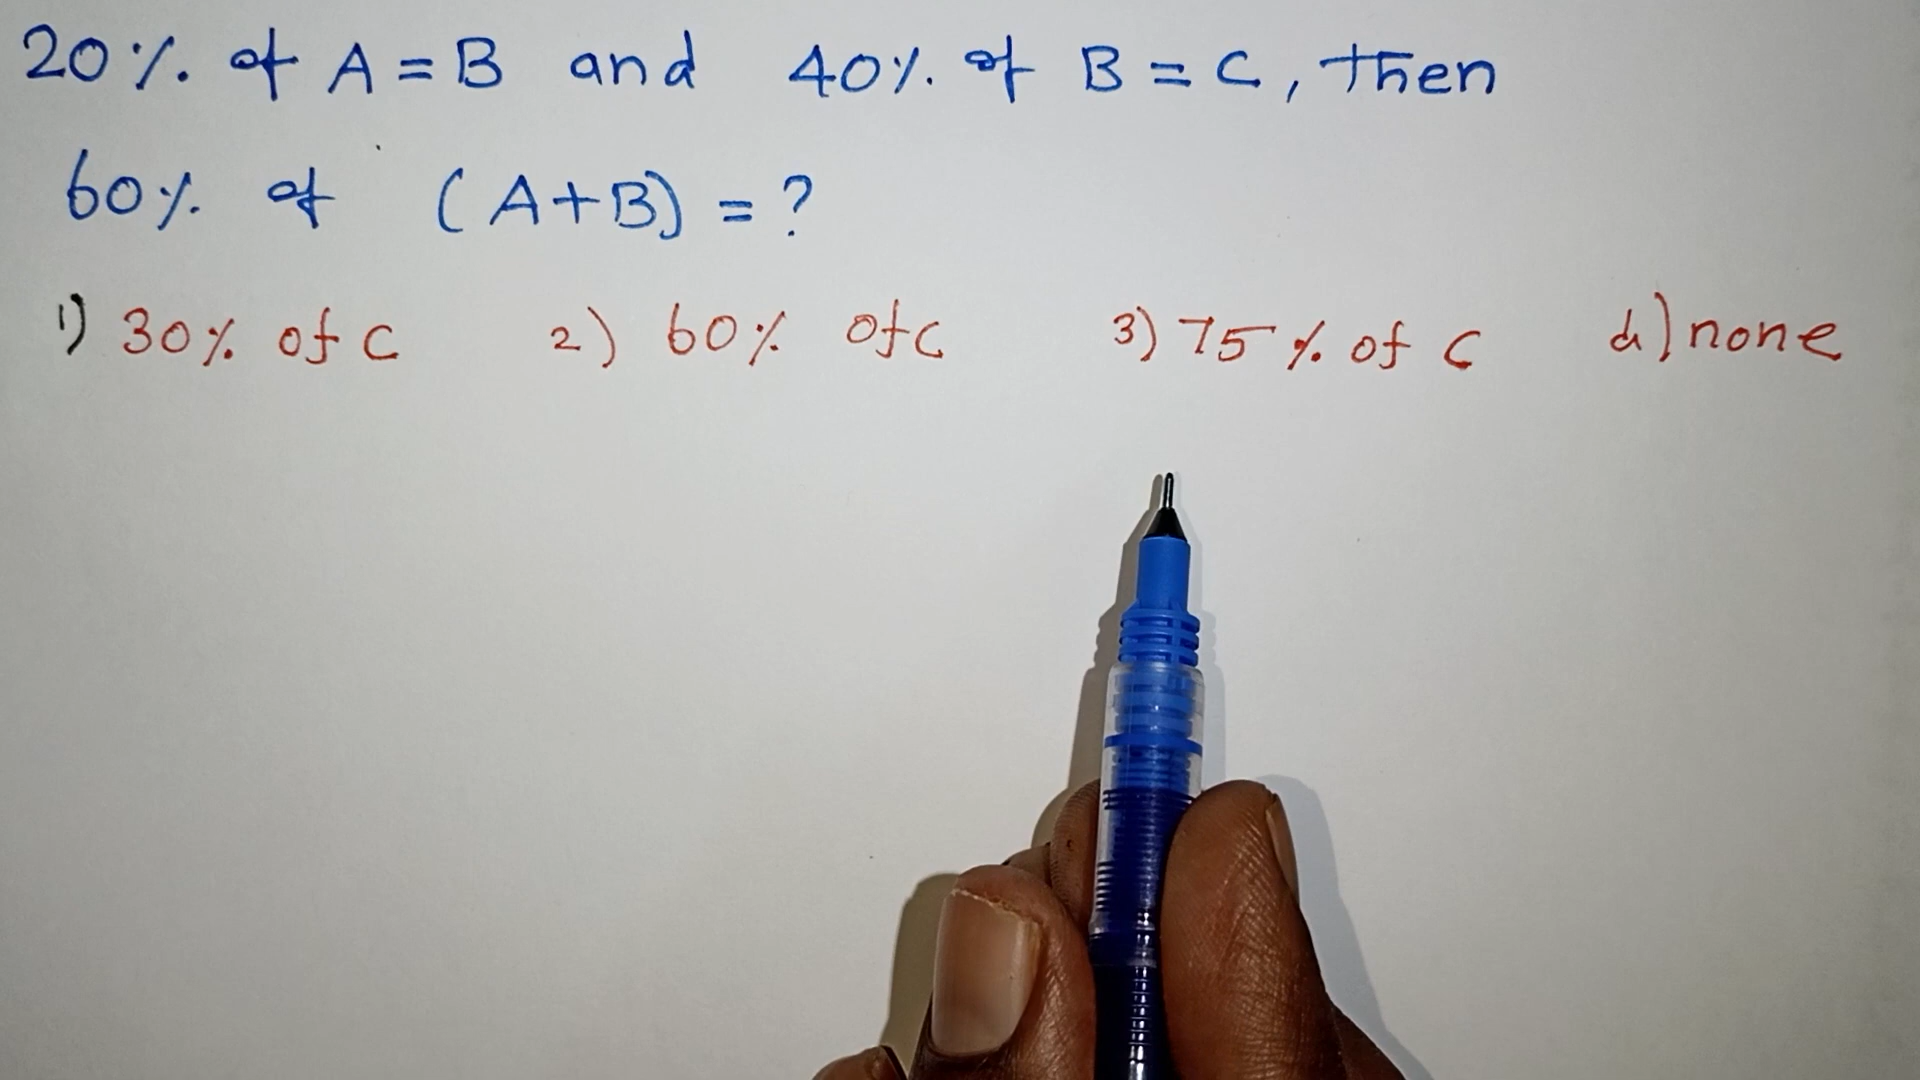 20% of A = B and 40% of B = C, then
60% of (A+B) = ?
1) 30% of C 2) 60% of C 3) 75% of C d) none